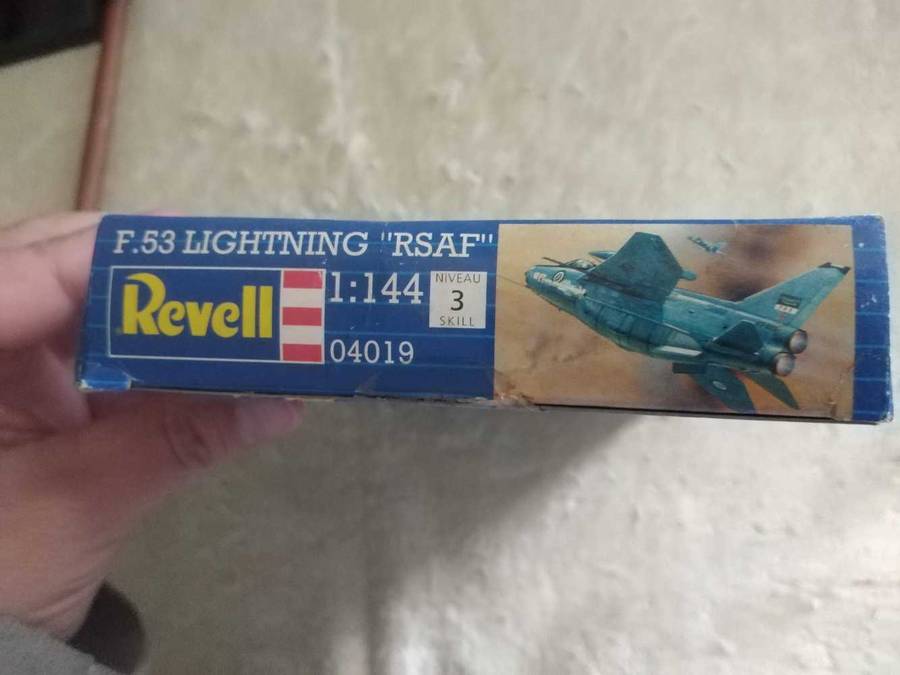 F.53 LIGHTNING "RSAF"
Revell
1:144
NIVEAU
3
SKILL
04019